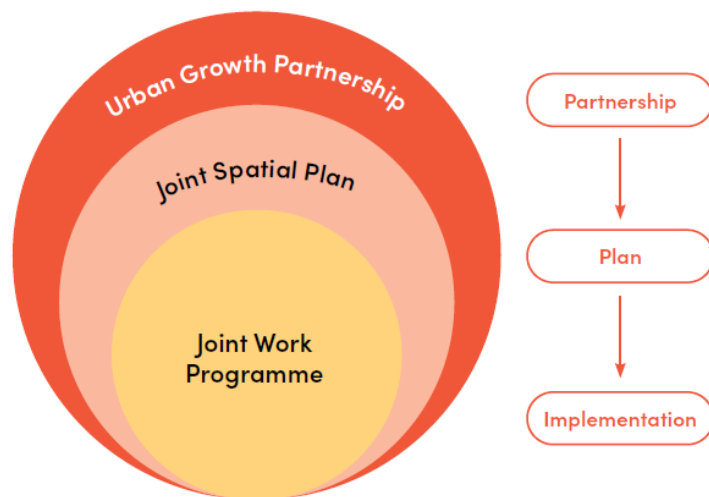 Urban Growth Partnership
Joint Spatial Plan
Joint Work
Programme
Partnership
Plan
Implementation